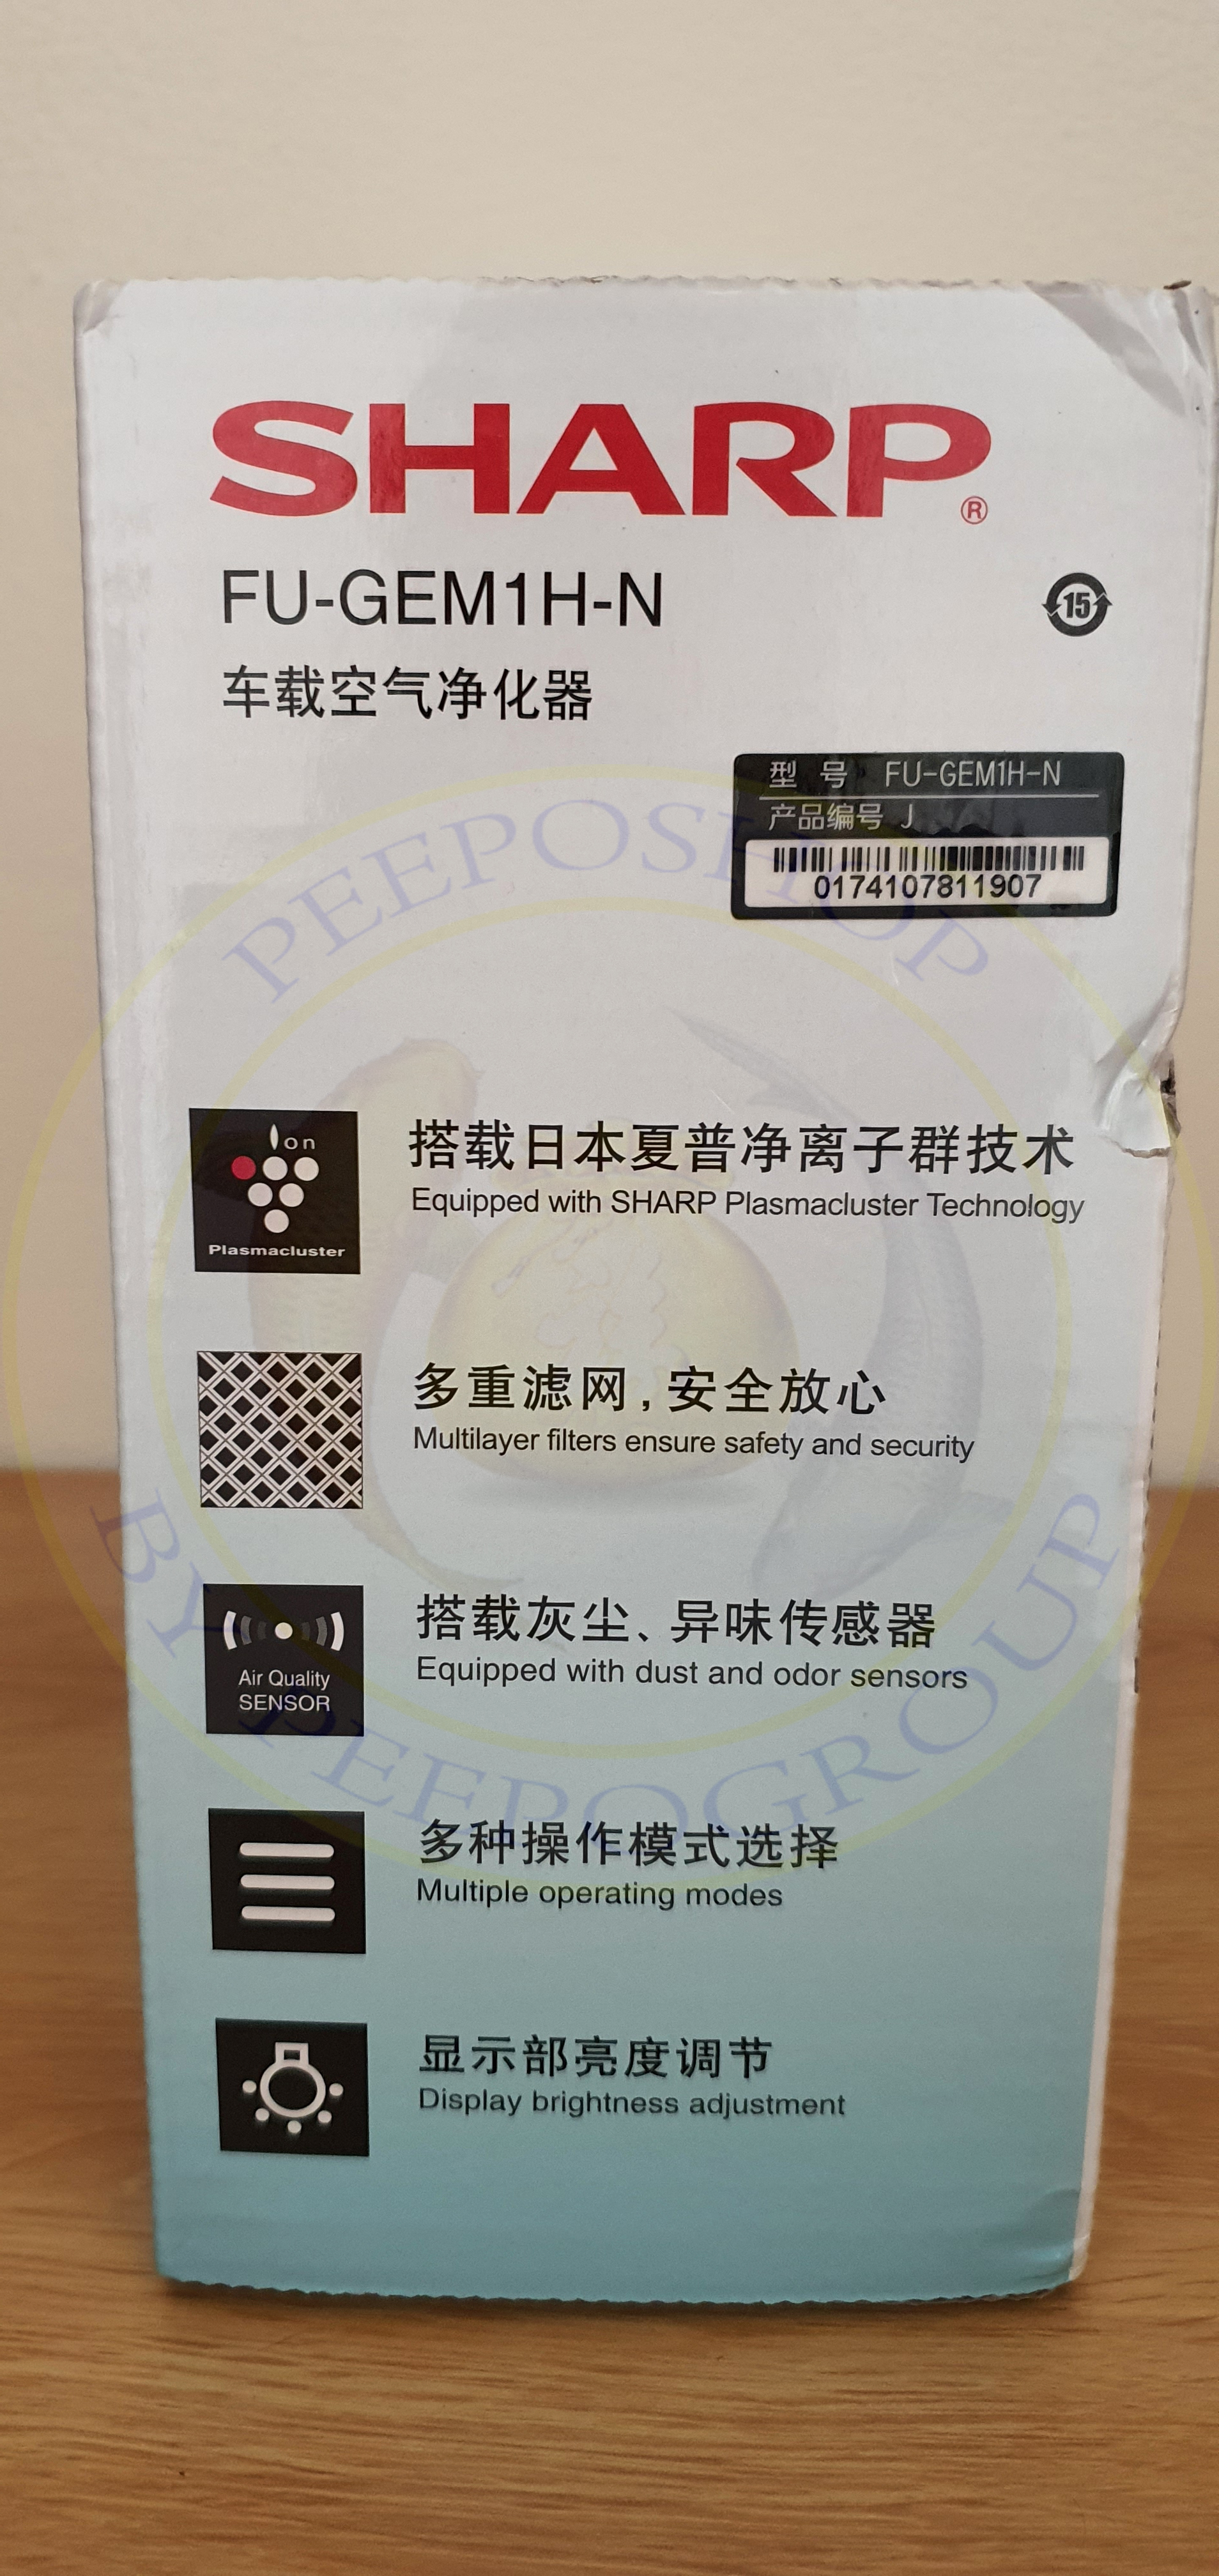 SHARP®
FU-GEM1H-N
15
车载空气净化器
型 号 FU-GEM1H-N
产品编号 J
0174107811907
PEEPOSHOP
Ion
Plasmacluster
搭载日本夏普净离子群技术
Equipped with SHARP Plasmacluster Technology
多重滤网,安全放心
Multilayer filters ensure safety and security
Air Quality
SENSOR
搭载灰尘、异味传感器
Equipped with dust and odor sensors
多种操作模式选择
Multiple operating modes
显示部亮度调节
Display brightness adjustment
BY PEEPOGROUP